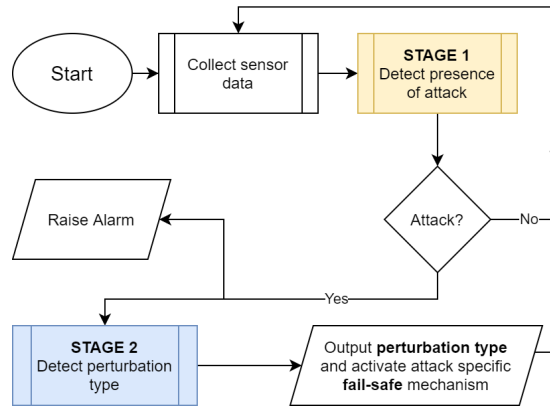 Start
Collect sensor
data
STAGE 1
Detect presence
of attack
Attack?
No
Raise Alarm
Yes
STAGE 2
Detect perturbation
type
Output perturbation type
and activate attack specific
fail-safe mechanism